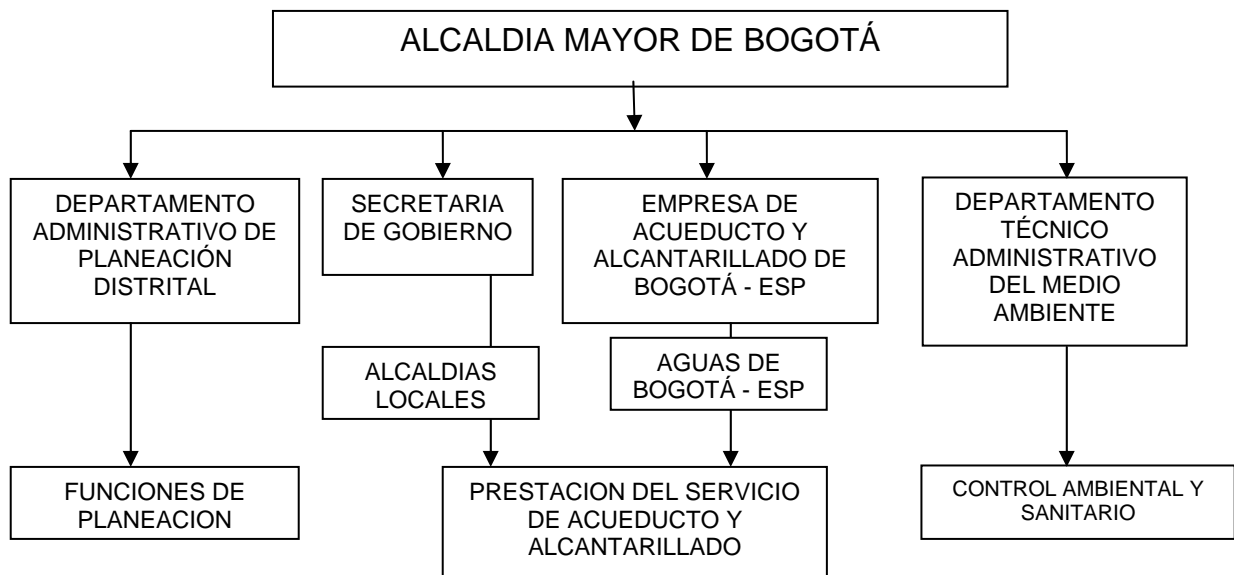 ALCALDIA MAYOR DE BOGOTÁ
DEPARTAMENTO
ADMINISTRATIVO DE
PLANEACIÓN
DISTRITAL
SECRETARIA
DE GOBIERNO
EMPRESA DE
ACUEDUCTO Y
ALCANTARILLADO DE
BOGOTÁ - ESP
DEPARTAMENTO
TÉCNICO
ADMINISTRATIVO
DEL MEDIO
AMBIENTE
ALCALDIAS
LOCALES
AGUAS DE
BOGOTÁ - ESP
FUNCIONES DE
PLANEACION
PRESTACION DEL SERVICIO
DE ACUEDUCTO Y
ALCANTARILLADO
CONTROL AMBIENTAL Y
SANITARIO